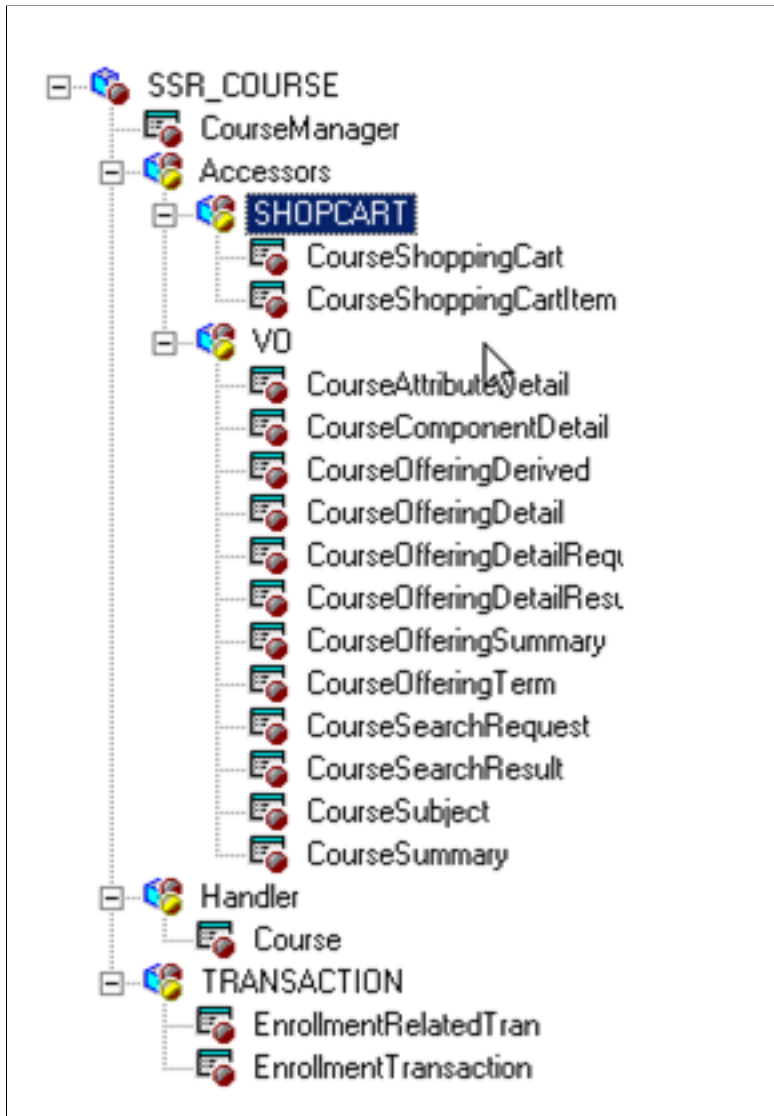 SSR_COURSE
CourseManager
Accessors
SHOPCART
CourseShoppingCart
CourseShoppingCartItem
VO
CourseAttributeDetail
CourseComponentDetail
CourseOfferingDerived
CourseOfferingDetail
CourseOfferingDetailRequ
CourseOfferingDetailResu
CourseOfferingSummary
CourseOfferingTerm
CourseSearchRequest
CourseSearchResult
CourseSubject
CourseSummary
Handler
Course
TRANSACTION
EnrollmentRelatedTran
EnrollmentTransaction